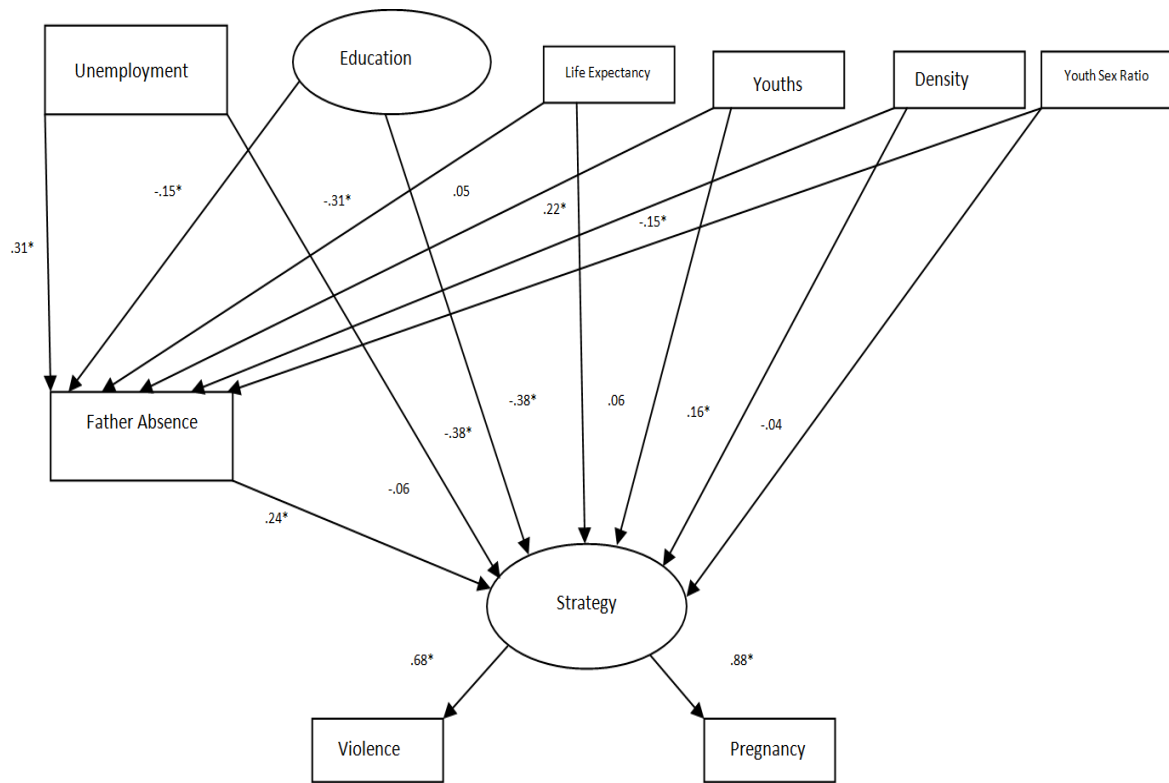 Unemployment
Education
Life Expectancy
Youths
Density
Youth Sex Ratio
-.15*
-.31*
.05
.22*
-.15*
.31*
Father Absence
-.38*
-.38*
.06
.16*
-.04
-.06
.24*
Strategy
.68*
.88*
Violence
Pregnancy